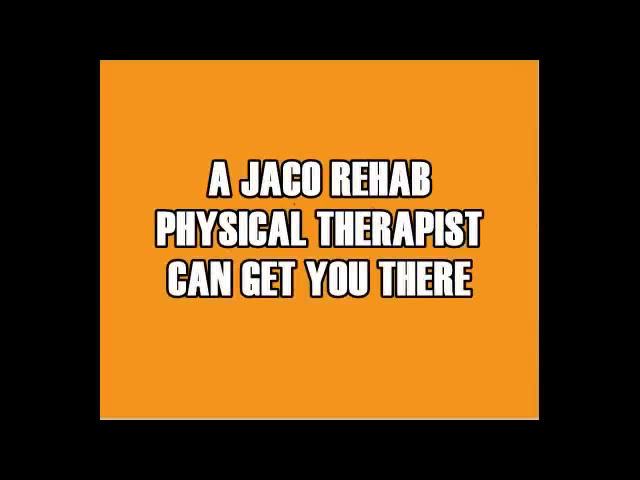 A JACO REHAB
PHYSICAL THERAPIST
CAN GET YOU THERE